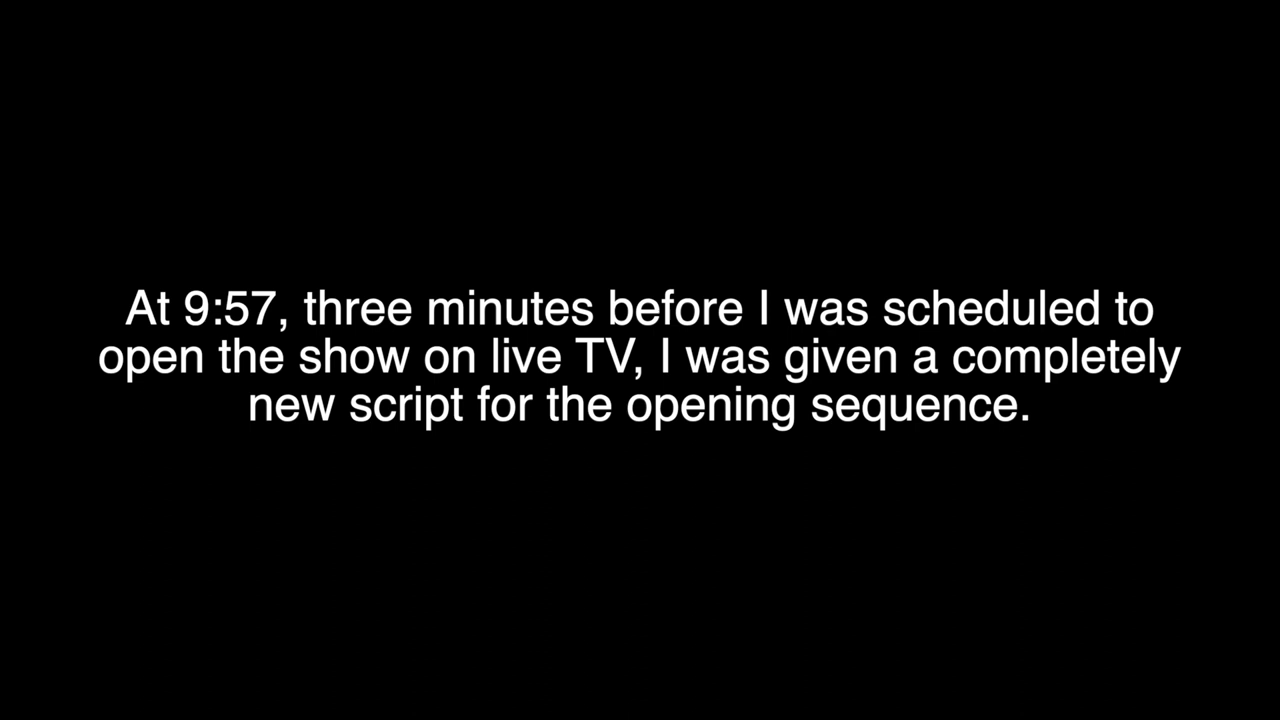 At 9:57, three minutes before I was scheduled to
open the show on live TV, I was given a completely
new script for the opening sequence.